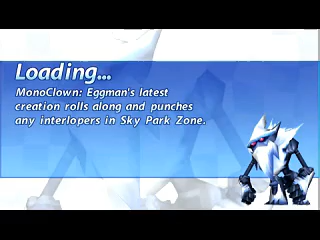 Loading...
MonoClown: Eggman's latest
creation rolls along and punches
any interlopers in Sky Park Zone.